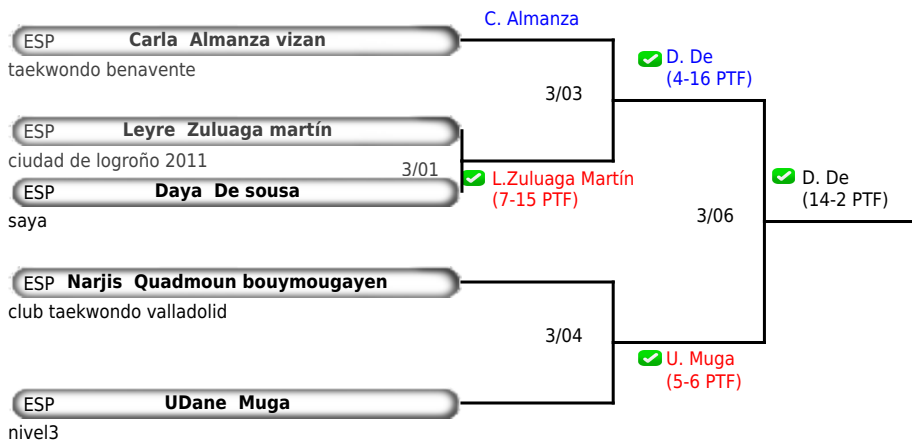 C. Almanza
ESP Carla Almanza vizan
taekwondo benavente
D. De
(4-16 PTF)
3/03
ESP Leyre Zuluaga martín
ciudad de logroño 2011
3/01
L.Zuluaga Martín
(7-15 PTF)
ESP Daya De sousa
saya
D. De
(14-2 PTF)
3/06
ESP Narjis Quadmoun bouymougayen
club taekwondo valladolid
3/04
U. Muga
(5-6 PTF)
ESP UDane Muga
nivel3